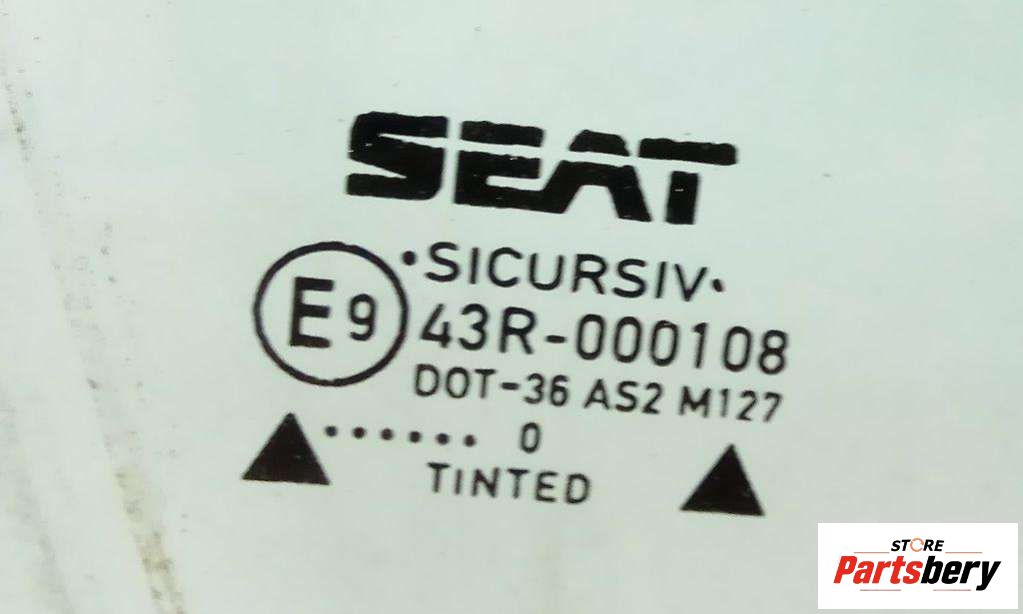 SEAT
•SICURSIV•
E9 43R-000108
DOT-36 AS2 M127
...... 0
TINTED
STORE
Partsbery